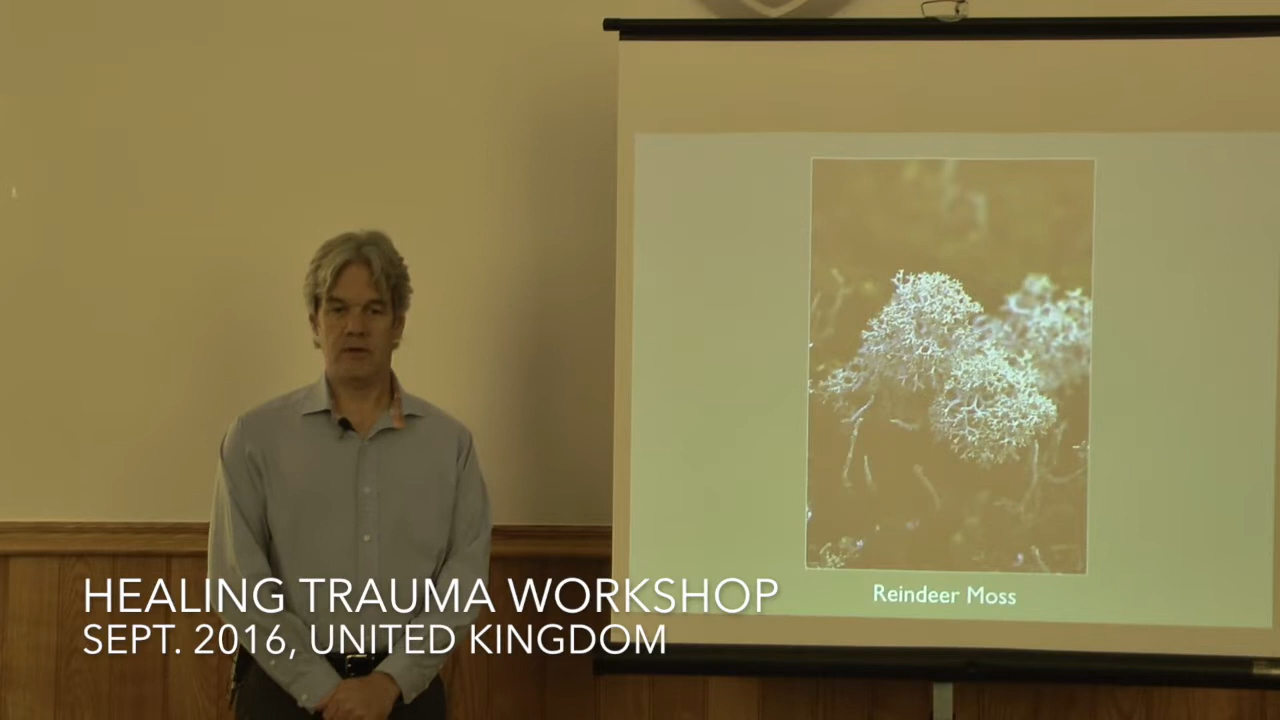 Reindeer Moss
HEALING TRAUMA WORKSHOP
SEPT. 2016, UNITED KINGDOM